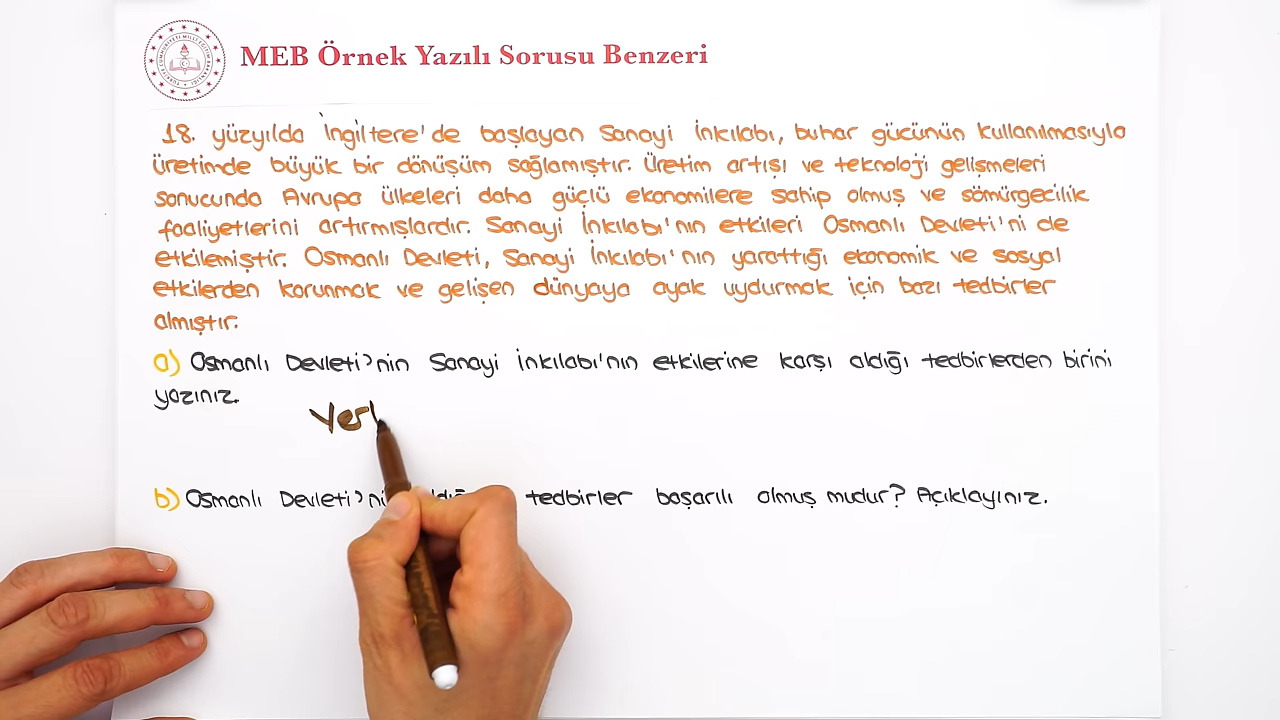 MEB Örnek Yazılı Sorusu Benzeri
18. yüzyılda İngiltere'de başlayan Sanayi İnkılabı, buhar gücünün kullanılmasıyla
üretimde büyük bir dönüşüm sağlamıştır. Üretim artışı ve teknoloji gelişmeleri
sonucunda Avrupa ülkeleri daha güçlü ekonomilere sahip olmuş ve sömürgecilik
faaliyetlerini artırmışlardır. Sanayi İnkılabı'nın etkileri Osmanlı Devleti'ni de
etkilemiştir. Osmanlı Devleti, Sanayi İnkılabı'nın yarattığı ekonomik ve sosyal
etkilerden korunmak ve gelişen dünyaya ayak uydurmak için bazı tedbirler
almıştır.
a) Osmanlı Devleti'nin Sanayi İnkılabı'nın etkilerine karşı aldığı tedbirlerden birini
yazınız.
Yerl
b) Osmanlı Devleti'ni tedbirler başarılı olmuş mudur? Açıklayınız.